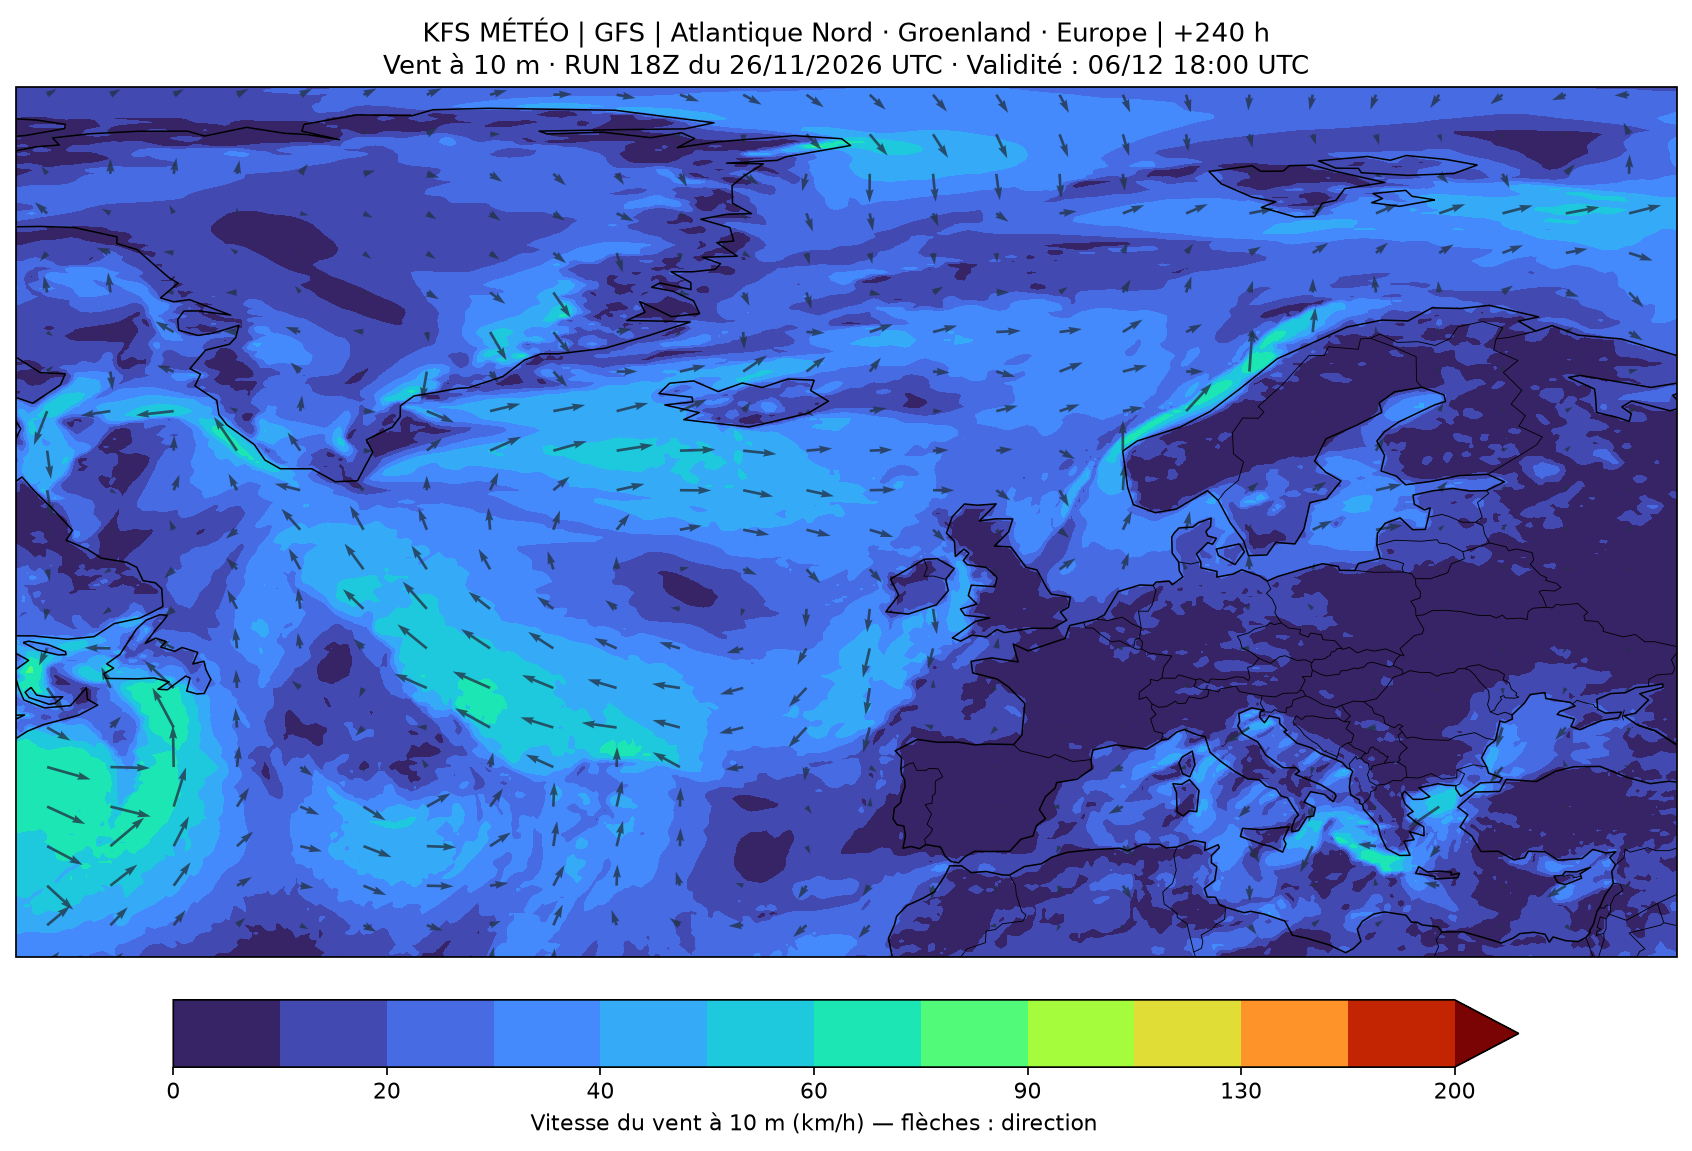 KFS MÉTÉO | GFS | Atlantique Nord · Groenland · Europe | +240 h
Vent à 10 m · RUN 18Z du 26/11/2026 UTC · Validité : 06/12 18:00 UTC
0 20 40 60 90 130 200
Vitesse du vent à 10 m (km/h) — flèches : direction